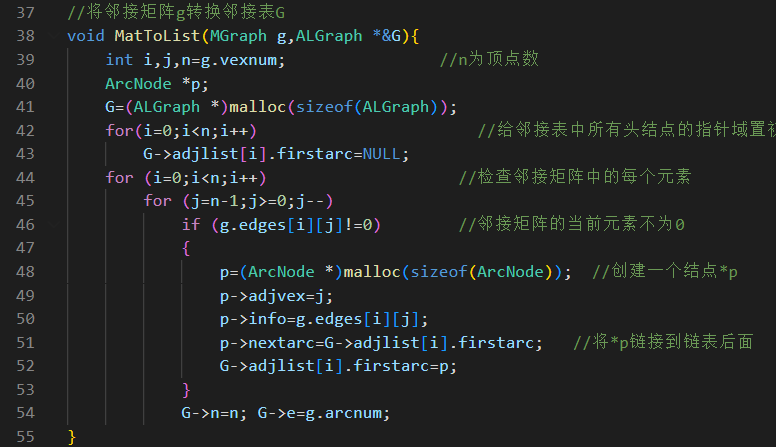 37 //将邻接矩阵g转换邻接表G
38 void MatToList(MGraph g,ALGraph *&G){
39     int i,j,n=g.vexnum;                //n为顶点数
40     ArcNode *p;
41     G=(ALGraph *)malloc(sizeof(ALGraph));
42     for(i=0;i<n;i++)                       //给邻接表中所有头结点的指针域置初
43         G->adjlist[i].firstarc=NULL;
44     for (i=0;i<n;i++)                    //检查邻接矩阵中的每个元素
45         for (j=n-1;j>=0;j--)
46             if (g.edges[i][j]!=0)        //邻接矩阵的当前元素不为0
47             {
48                 p=(ArcNode *)malloc(sizeof(ArcNode));  //创建一个结点*p
49                 p->adjvex=j;
50                 p->info=g.edges[i][j];
51                 p->nextarc=G->adjlist[i].firstarc;   //将*p链接到链表后面
52                 G->adjlist[i].firstarc=p;
53             }
54             G->n=n; G->e=g.arcnum;
55 }